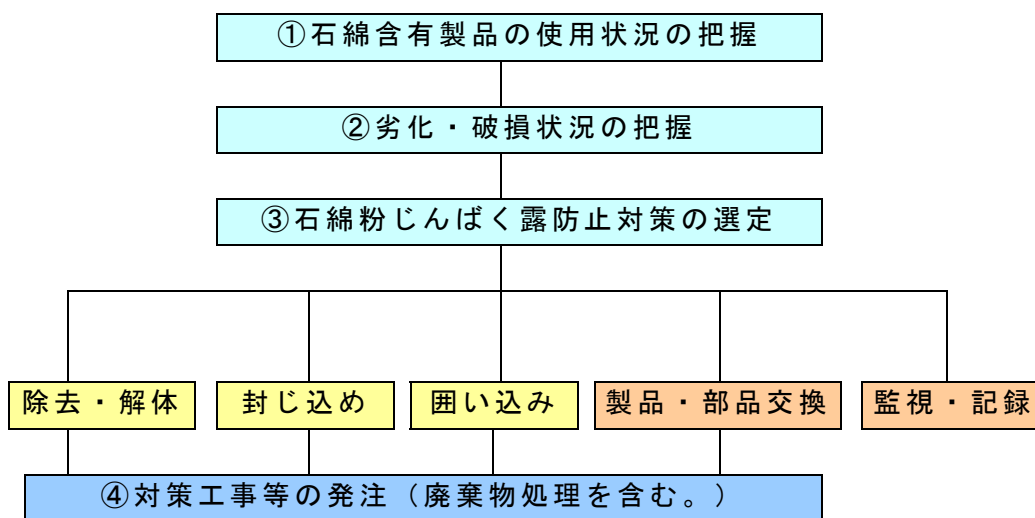 ①石綿含有製品の使用状況の把握
②劣化・破損状況の把握
③石綿粉じんばく露防止対策の選定
除去・解体
封じ込め
囲い込み
製品・部品交換
監視・記録
④対策工事等の発注（廃棄物処理を含む。）